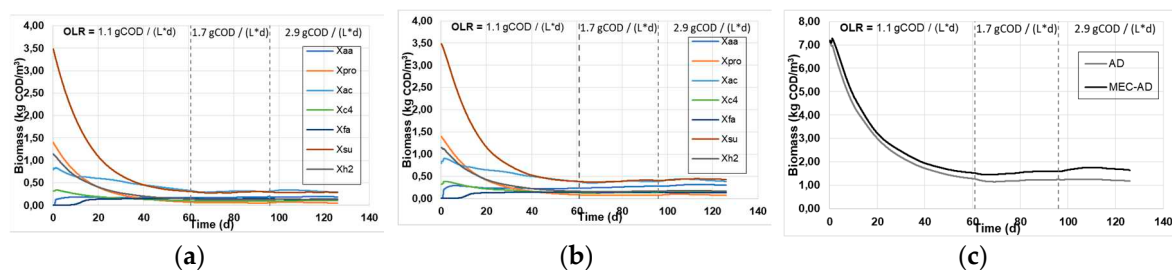 OLR = 1.1 gCOD / (L*d) 1.7 gCOD / (L*d) 2.9 gCOD / (L*d)
Biomass (kg COD/m³)
4,00
3,50
3,00
2,50
2,00
1,50
1,00
0,50
0,00
Xaa
Xpro
Xac
Xc4
Xfa
Xsu
Xh2
0 20 40 60 80 100 120 140
Time (d)
(a)
OLR = 1.1 gCOD / (L*d) 1.7 gCOD / (L*d) 2.9 gCOD / (L*d)
Biomass (kg COD/m³)
4,00
3,50
3,00
2,50
2,00
1,50
1,00
0,50
0,00
Xaa
Xpro
Xac
Xc4
Xfa
Xsu
Xh2
0 20 40 60 80 100 120 140
Time (d)
(b)
OLR = 1.1 gCOD / (L*d) 1.7 gCOD / (L*d) 2.9 gCOD / (L*d)
Biomass (kg COD/m³)
8,00
7,00
6,00
5,00
4,00
3,00
2,00
1,00
0,00
AD
MEC-AD
0 20 40 60 80 100 120 140
Time (d)
(c)